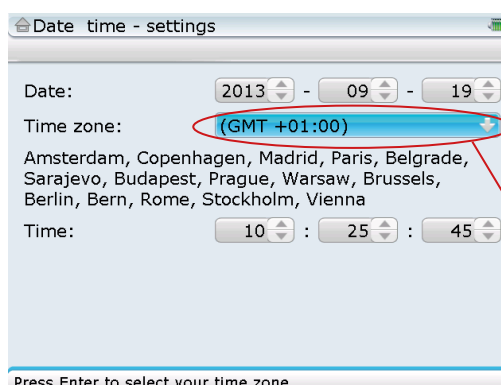 Date time - settings
Date: 2013 - 09 - 19
Time zone: (GMT +01:00)
Amsterdam, Copenhagen, Madrid, Paris, Belgrade,
Sarajevo, Budapest, Prague, Warsaw, Brussels,
Berlin, Bern, Rome, Stockholm, Vienna
Time: 10 : 25 : 45
Press Enter to select your time zone